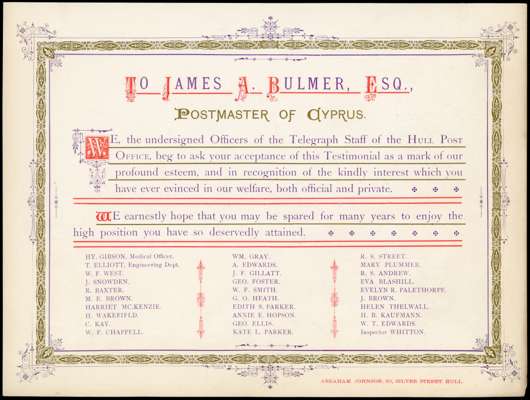 TO JAMES A. BULMER, ESQ.,
POSTMASTER OF CYPRUS.
WE, the undersigned Officers of the Telegraph Staff of the HULL POST
OFFICE, beg to ask your acceptance of this Testimonial as a mark of our
profound esteem, and in recognition of the kindly interest which you
have ever evinced in our welfare, both official and private.
WE earnestly hope that you may be spared for many years to enjoy the
high position you have so deservedly attained.
HY. GIBSON, Medical Officer.
T. ELLIOTT, Engineering Dept.
W. F. WEST.
J. SNOWDEN.
R. BAXTER.
M. E. BROWN.
HARRIET MCKENZIE.
H. WAKEFIELD.
C. KAY.
W. F. CHAPPELL.
WM. GRAY.
A. EDWARDS.
J. F. GILLATT.
GEO. FOSTER.
W. F. SMITH.
G. O. HEATH.
EDITH S. PARKER.
ANNIE E. HOPSON.
GEO. ELLIS.
KATE L. PARKER.
R. S. STREET.
MARY PLUMMER.
R. S. ANDREW.
EVA BLASHILL.
EVELYN R. PALETHORPE.
J. BROWN.
HELEN THELWALL.
H. B. KAUFMANN.
W. T. EDWARDS.
Inspector WHITTON.
ABRAHAM JOHNSON, 80, SILVER STREET HULL.